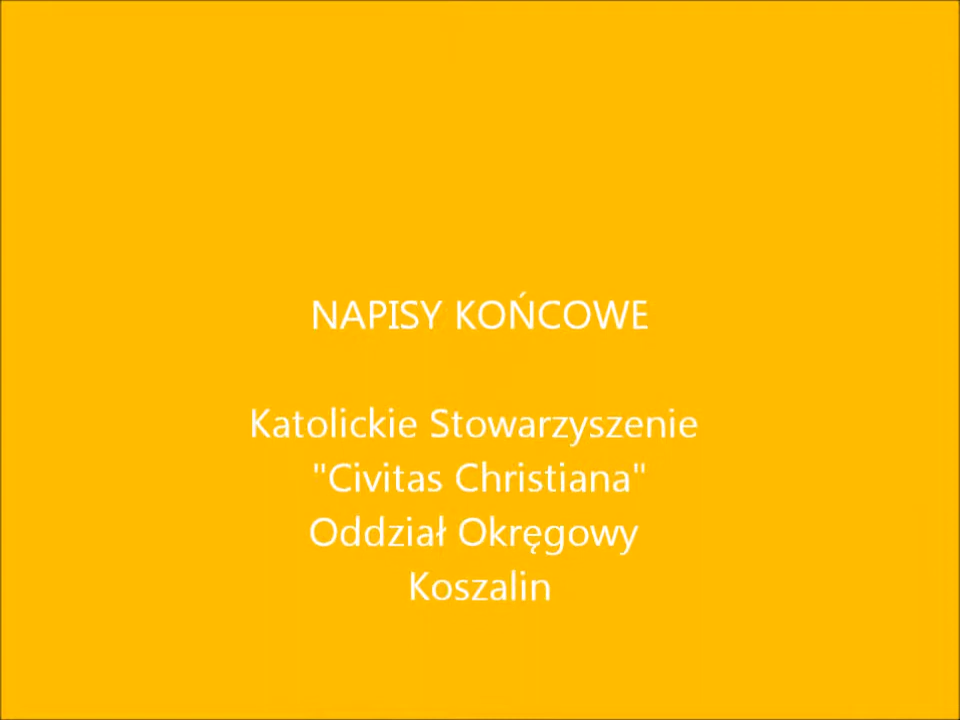 NAPISY KOŃCOWE
Katolickie Stowarzyszenie
"Civitas Christiana"
Oddział Okręgowy
Koszalin